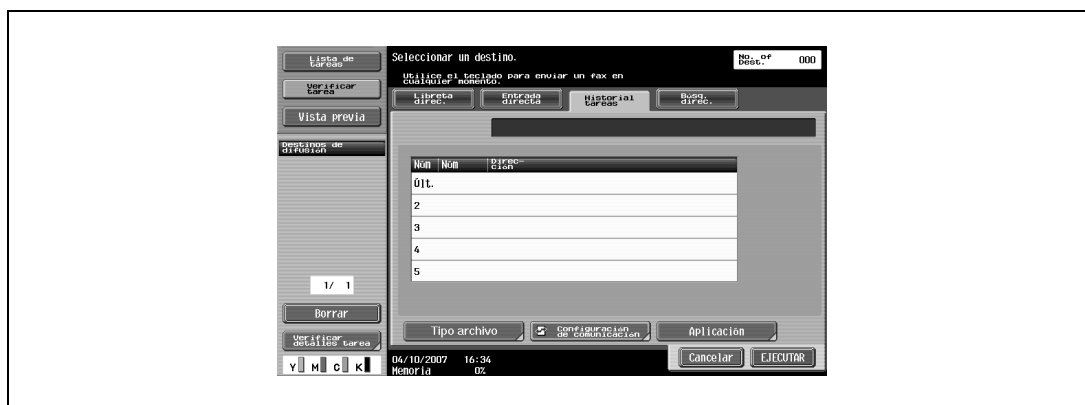 Lista de
tareas
Verificar
tarea
Vista previa
Destinos de
difusión
1/ 1
Borrar
Verificar
detalles tarea
Y M C K
Seleccionar un destino.
Utilice el teclado para enviar un fax en
cualquier momento.
No. of
Dest. 000
Libreta
direc.
Entrada
directa
Historial
tareas
Búsq.
direc.
Núm Núm Direc-
ción
Últ.
2
3
4
5
Tipo archivo
Configuración
de comunicación
Aplicación
04/10/2007 16:34
Memoria 0%
Cancelar
EJECUTAR